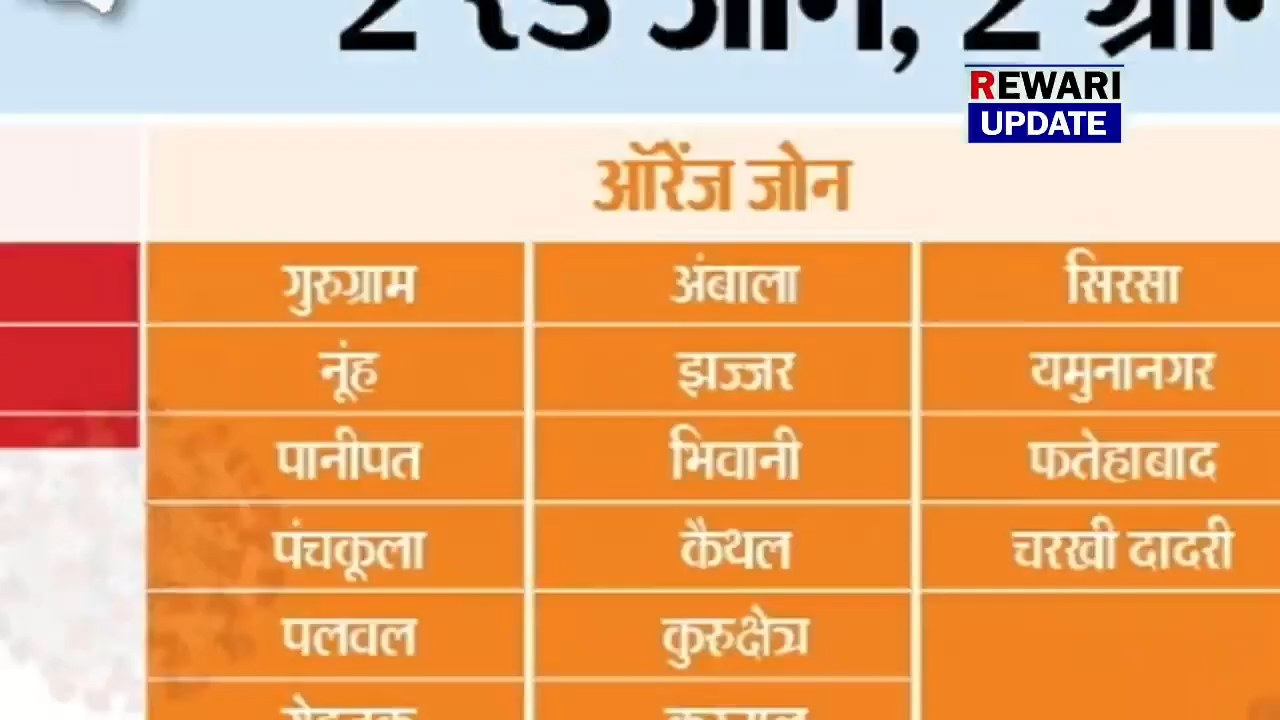 REWARI
UPDATE
ऑरेंज जोन
गुरुग्राम अंबाला सिरसा
नूंह झज्जर यमुनानगर
पानीपत भिवानी फतेहाबाद
पंचकूला कैथल चरखी दादरी
पलवल कुरुक्षेत्र